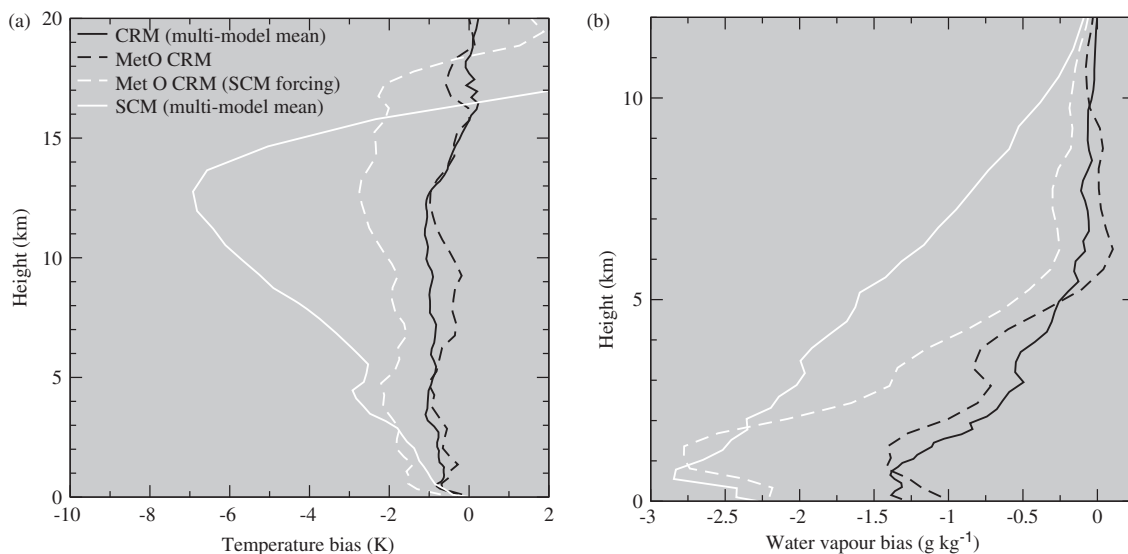 (a)
20
15
10
5
0
Height (km)
CRM (multi-model mean)
MetO CRM
Met O CRM (SCM forcing)
SCM (multi-model mean)
-10 -8 -6 -4 -2 0 2
Temperature bias (K)
(b)
10
5
0
Height (km)
-3 -2.5 -2 -1.5 -1 -0.5 0
Water vapour bias (g kg⁻¹)